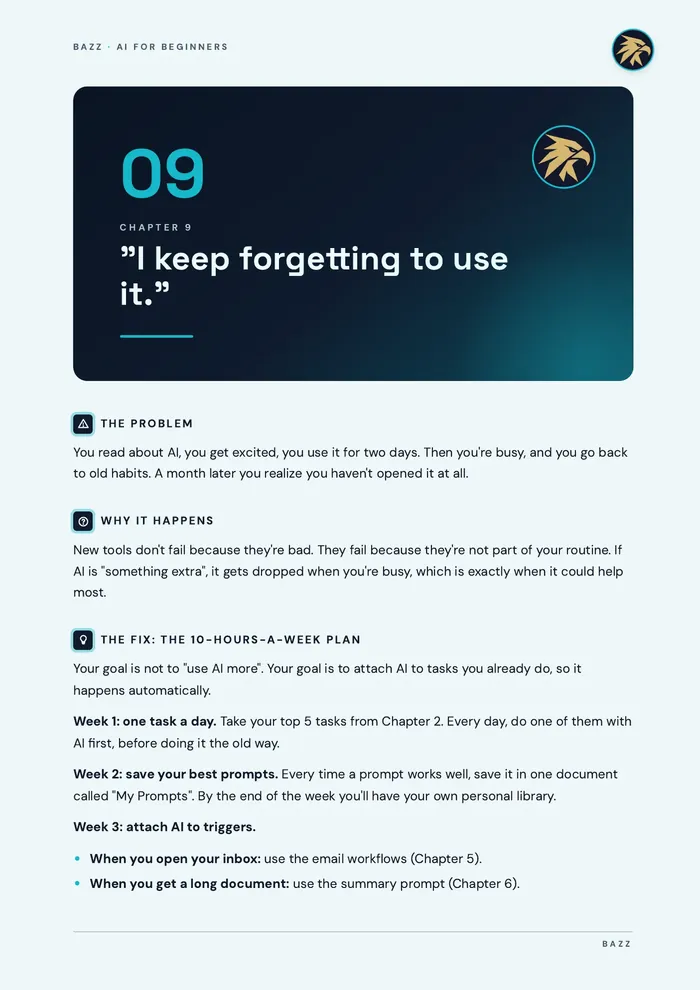 BAZZ · AI FOR BEGINNERS
09
CHAPTER 9
”I keep forgetting to use
it.”
THE PROBLEM
You read about AI, you get excited, you use it for two days. Then you're busy, and you go back
to old habits. A month later you realize you haven't opened it at all.
WHY IT HAPPENS
New tools don't fail because they're bad. They fail because they're not part of your routine. If
AI is "something extra", it gets dropped when you're busy, which is exactly when it could help
most.
THE FIX: THE 10-HOURS-A-WEEK PLAN
Your goal is not to "use AI more". Your goal is to attach AI to tasks you already do, so it
happens automatically.
Week 1: one task a day. Take your top 5 tasks from Chapter 2. Every day, do one of them with
AI first, before doing it the old way.
Week 2: save your best prompts. Every time a prompt works well, save it in one document
called "My Prompts". By the end of the week you'll have your own personal library.
Week 3: attach AI to triggers.
• When you open your inbox: use the email workflows (Chapter 5).
• When you get a long document: use the summary prompt (Chapter 6).
BAZZ